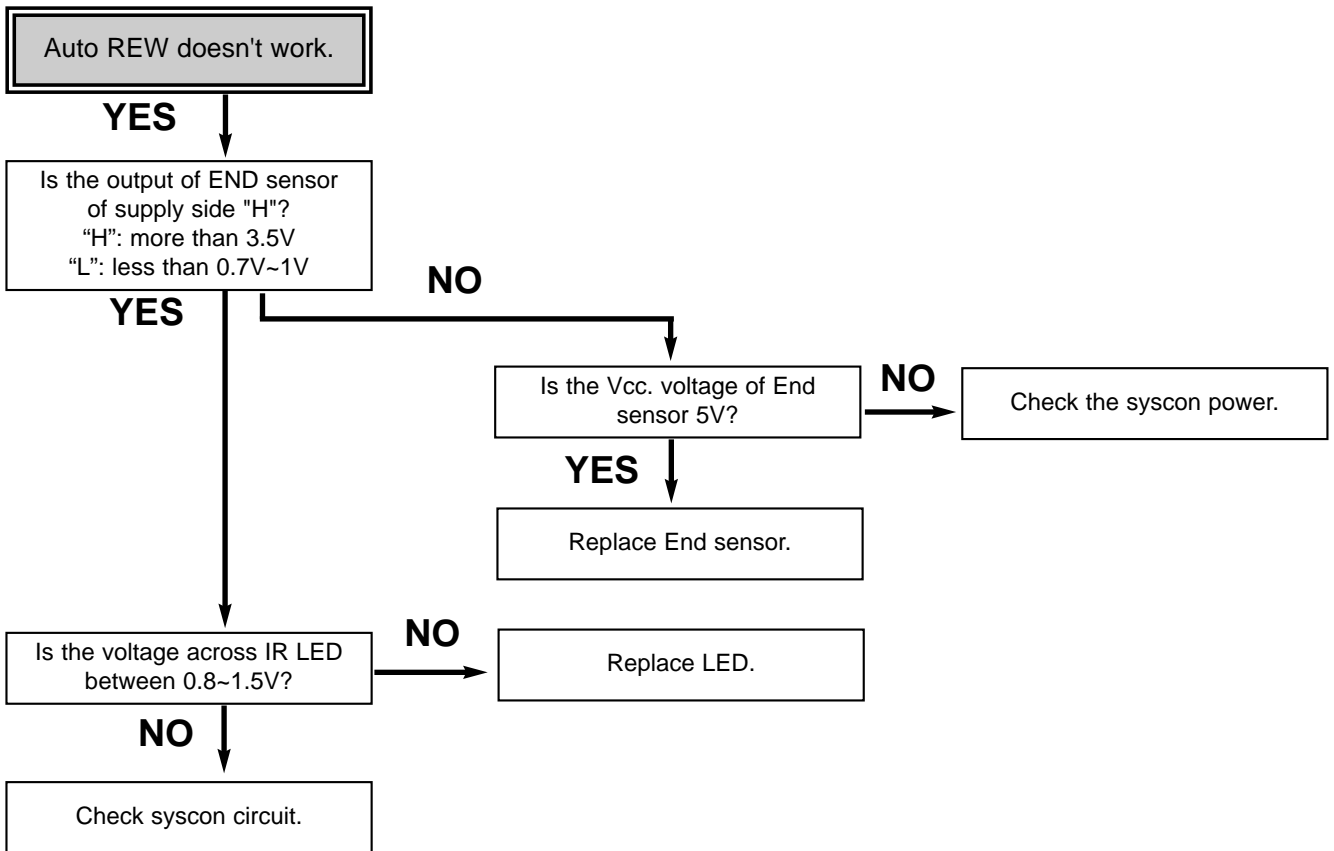 Auto REW doesn't work.
YES
Is the output of END sensor
of supply side "H"?
“H”: more than 3.5V
“L”: less than 0.7V~1V
YES
NO
Is the Vcc. voltage of End
sensor 5V?
NO
Check the syscon power.
YES
Replace End sensor.
Is the voltage across IR LED
between 0.8~1.5V?
NO
Replace LED.
NO
Check syscon circuit.